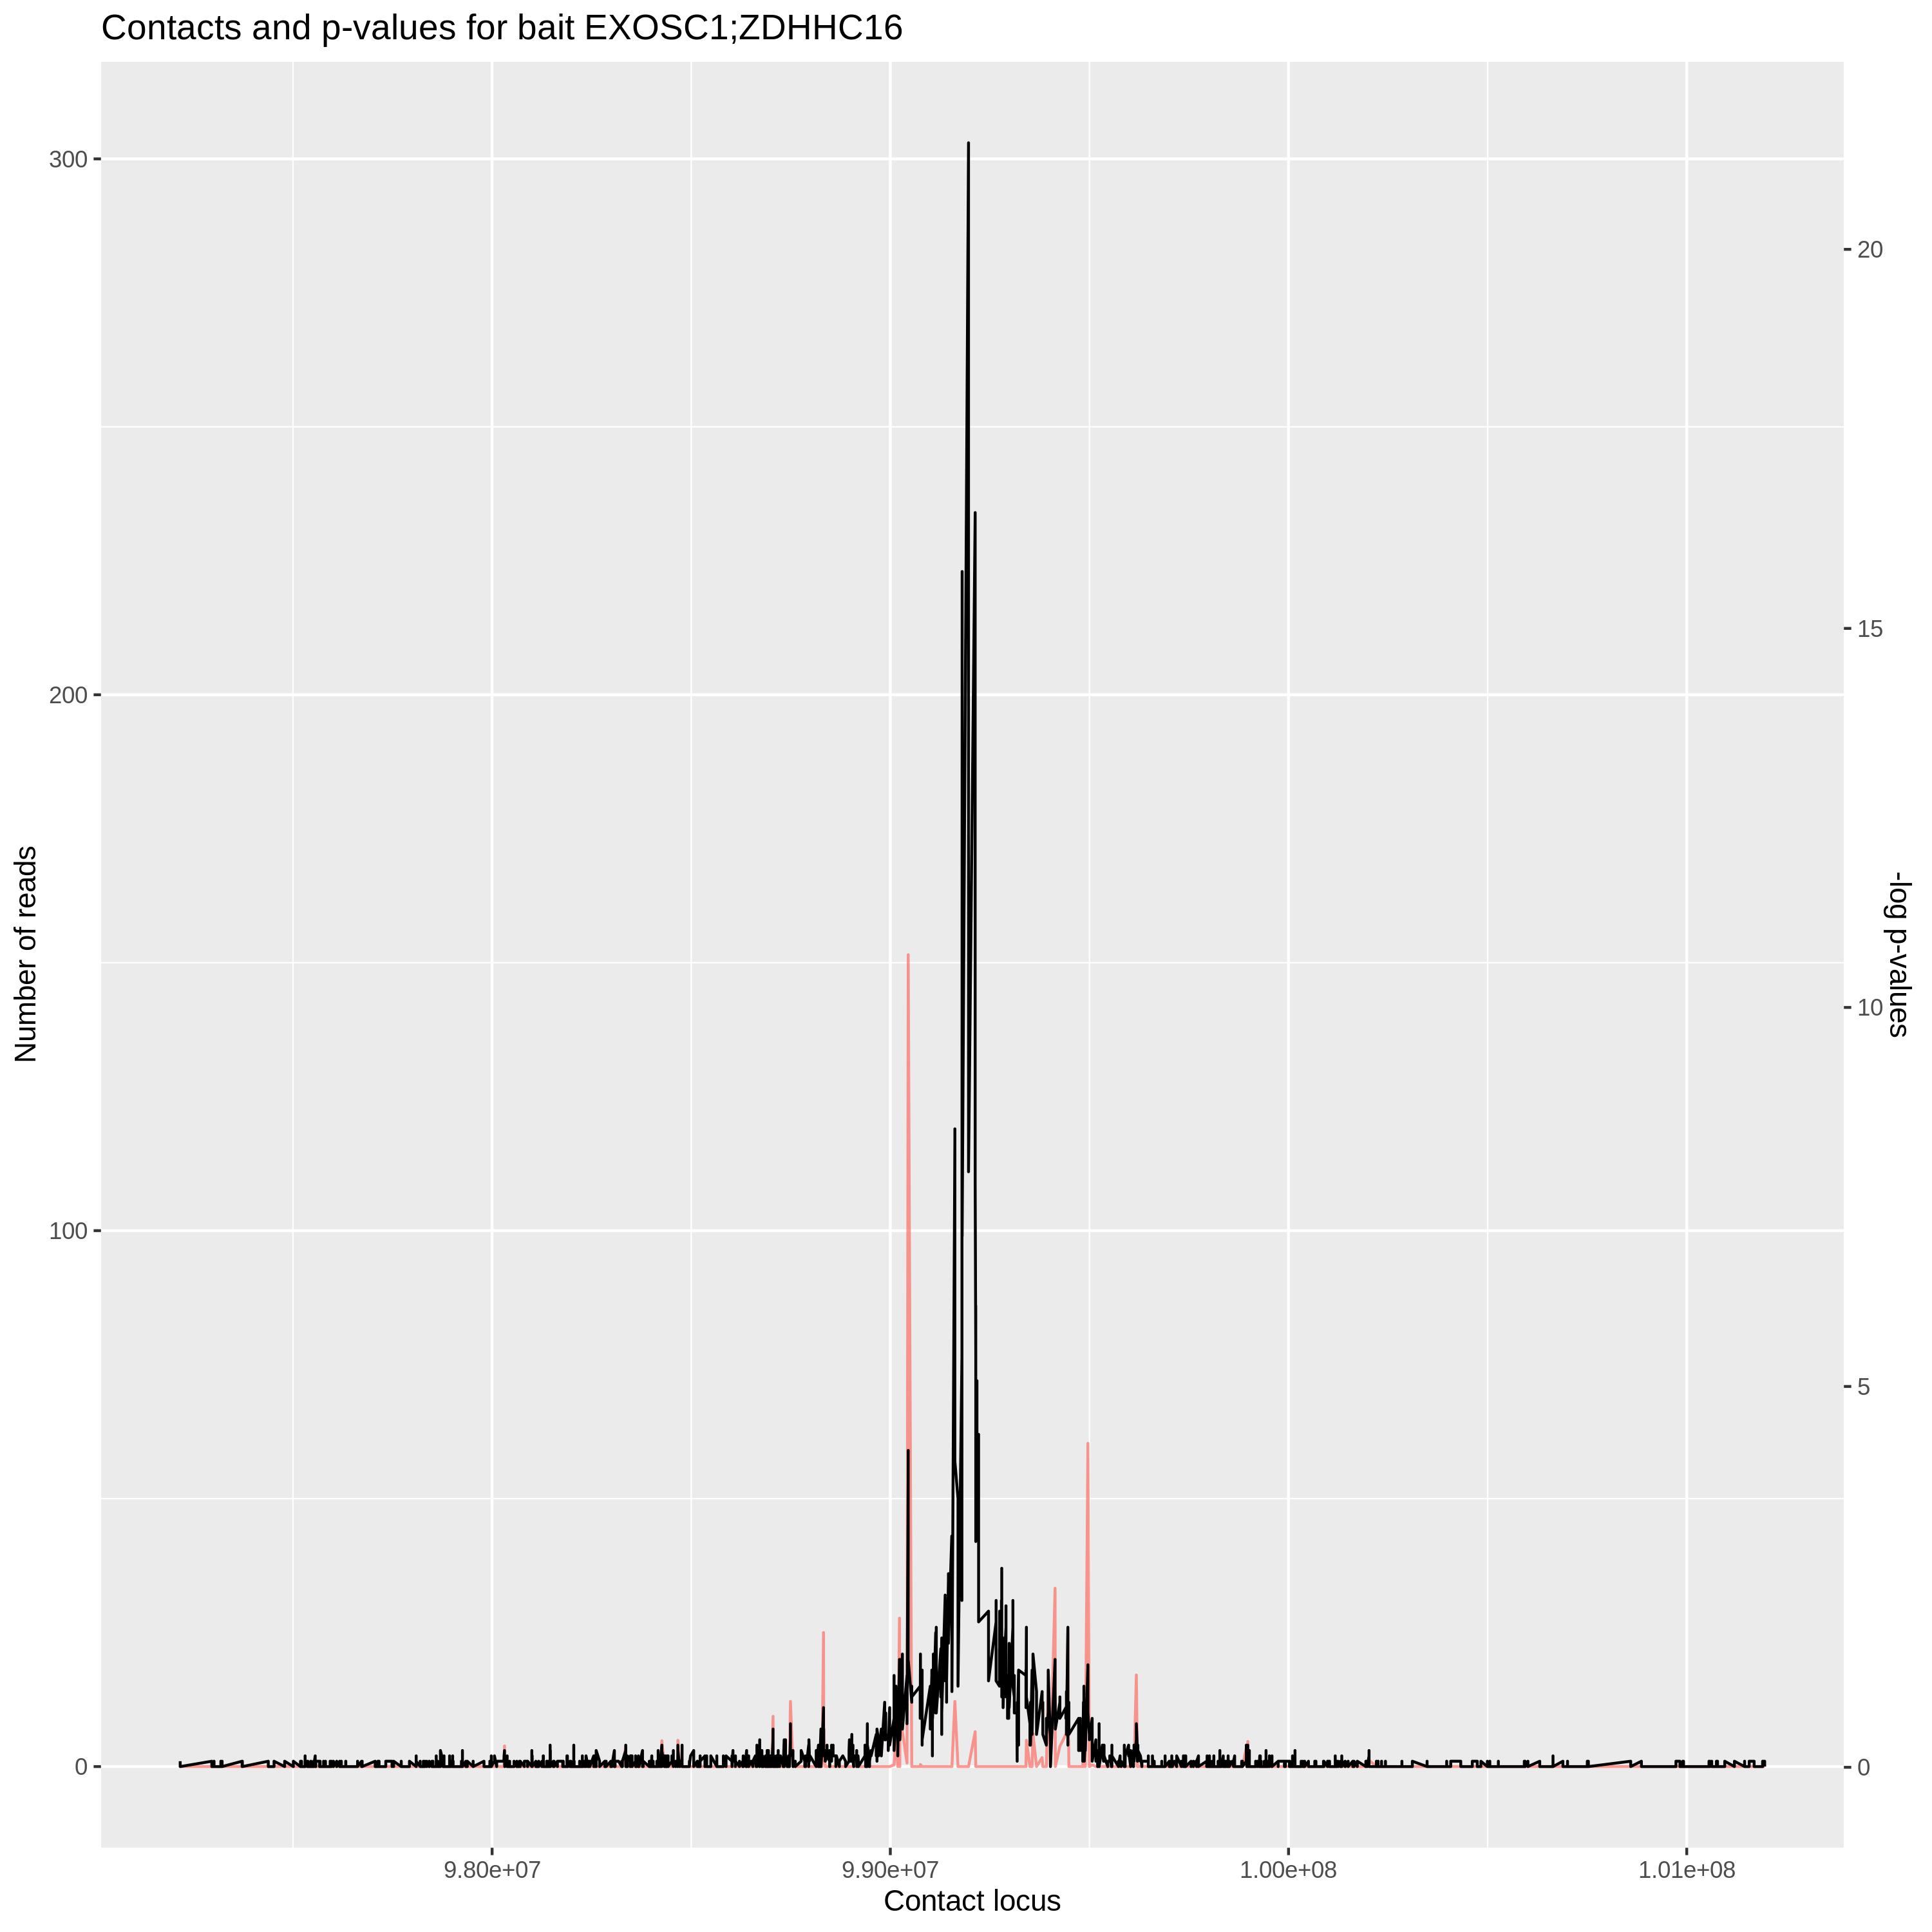 Contacts and p-values for bait EXOSC1;ZDHHC16
300
200
100
0
Number of reads
20
15
10
5
0
-log p-values
9.80e+07
9.90e+07
1.00e+08
1.01e+08
Contact locus